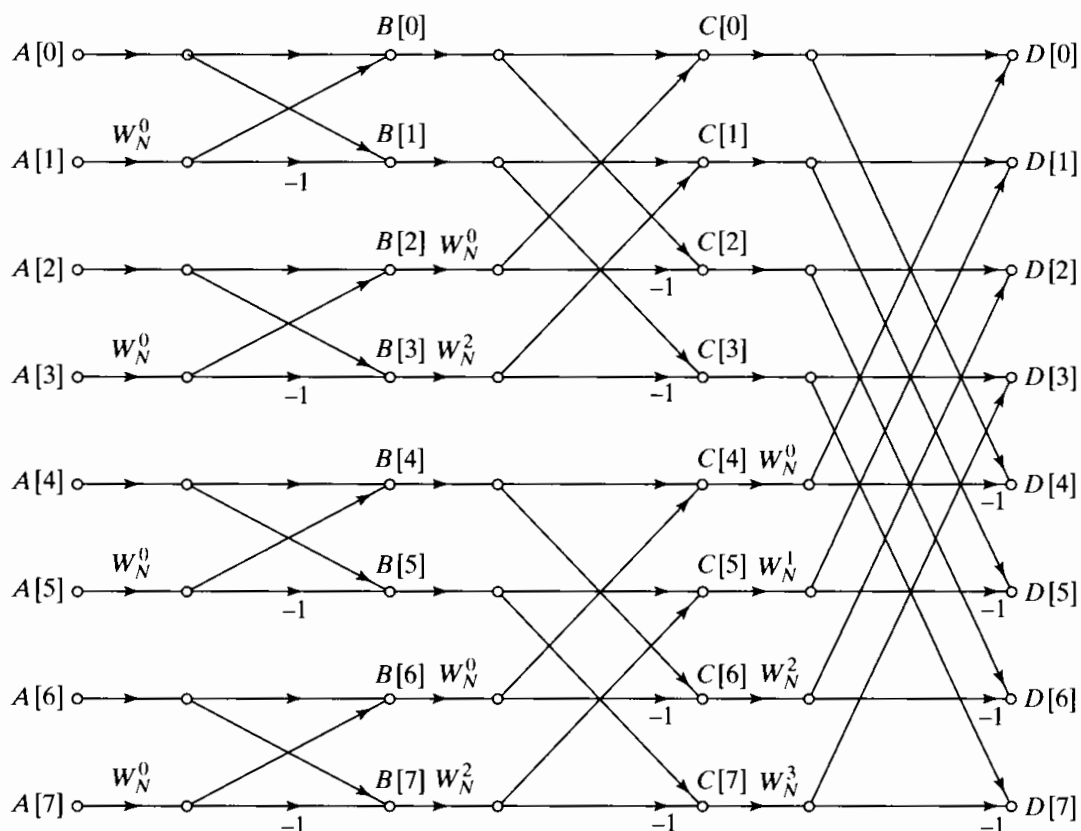 A[0] B[0] C[0] D[0]
W_N^0
A[1] -1 B[1] C[1] D[1]
A[2] B[2] W_N^0 C[2] -1 D[2]
W_N^0
A[3] -1 B[3] W_N^2 C[3] -1 D[3]
A[4] B[4] C[4] W_N^0 -1 D[4]
W_N^0
A[5] -1 B[5] C[5] W_N^1 -1 D[5]
A[6] B[6] W_N^0 C[6] -1 W_N^2 -1 D[6]
W_N^0
A[7] -1 B[7] W_N^2 C[7] -1 W_N^3 -1 D[7]